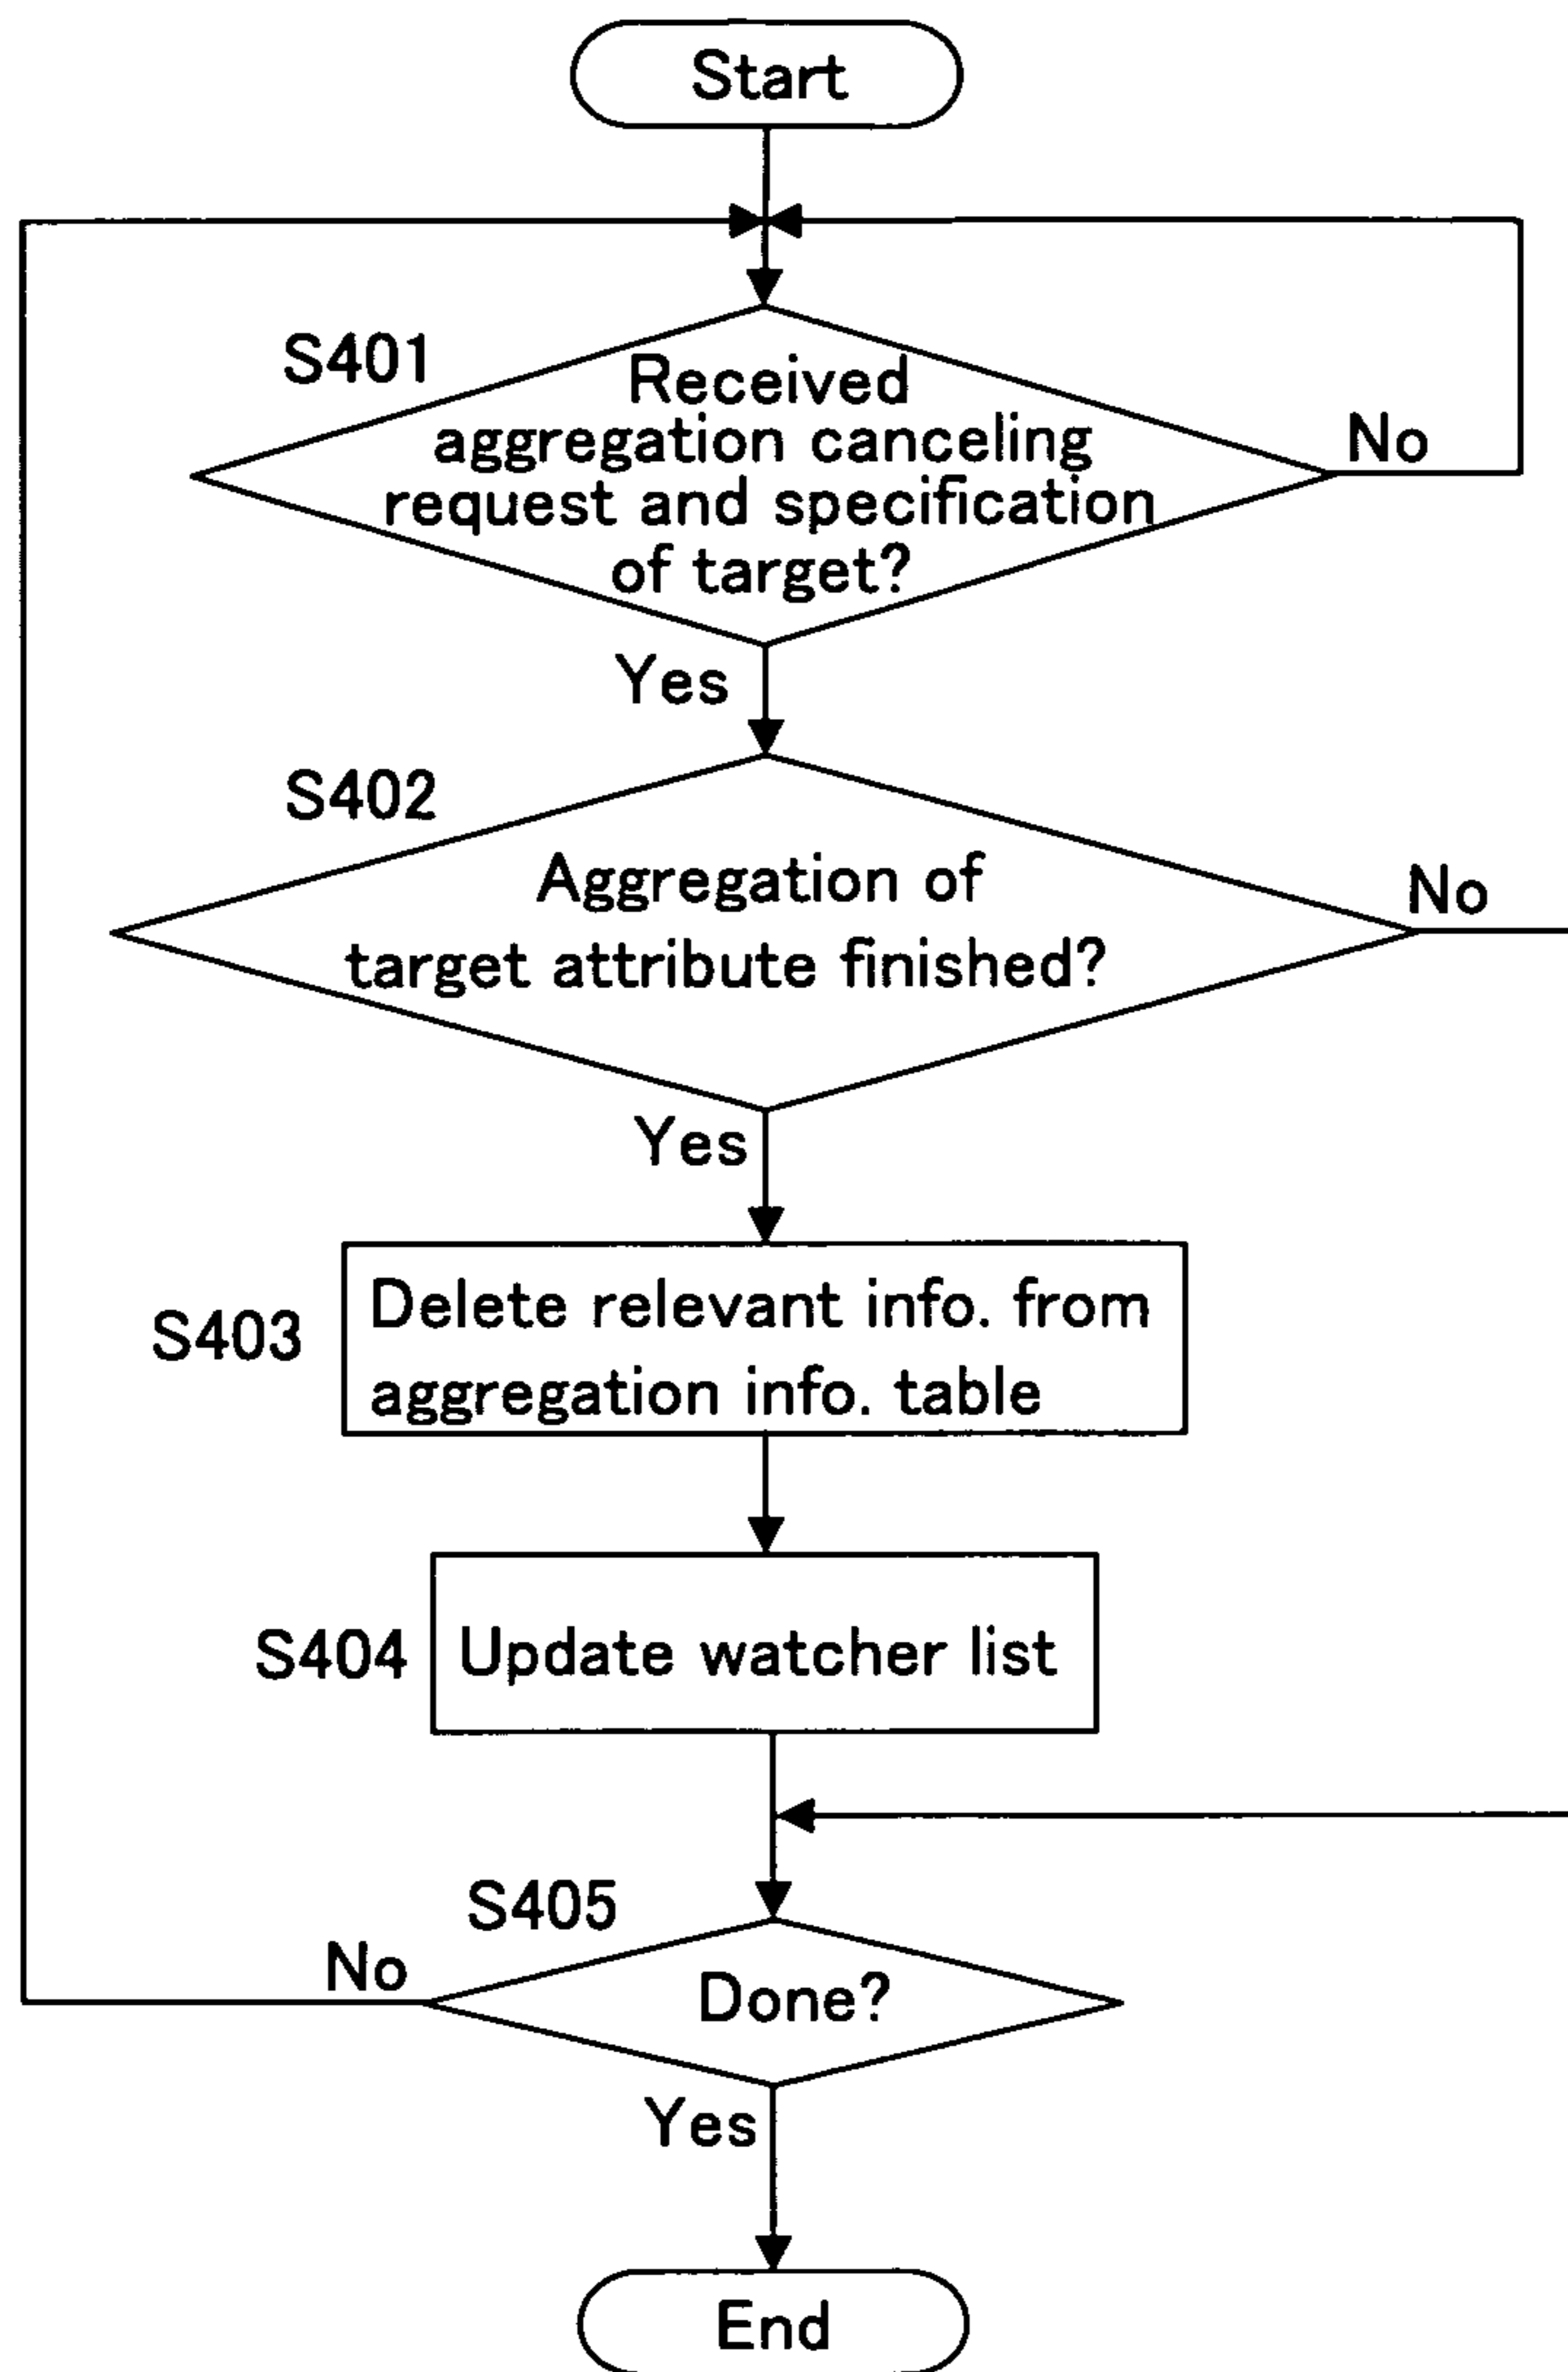 Start
S401
Received
aggregation canceling
request and specification
of target?
No
Yes
S402
Aggregation of
target attribute finished?
No
Yes
S403
Delete relevant info. from
aggregation info. table
S404
Update watcher list
S405
No
Done?
Yes
End